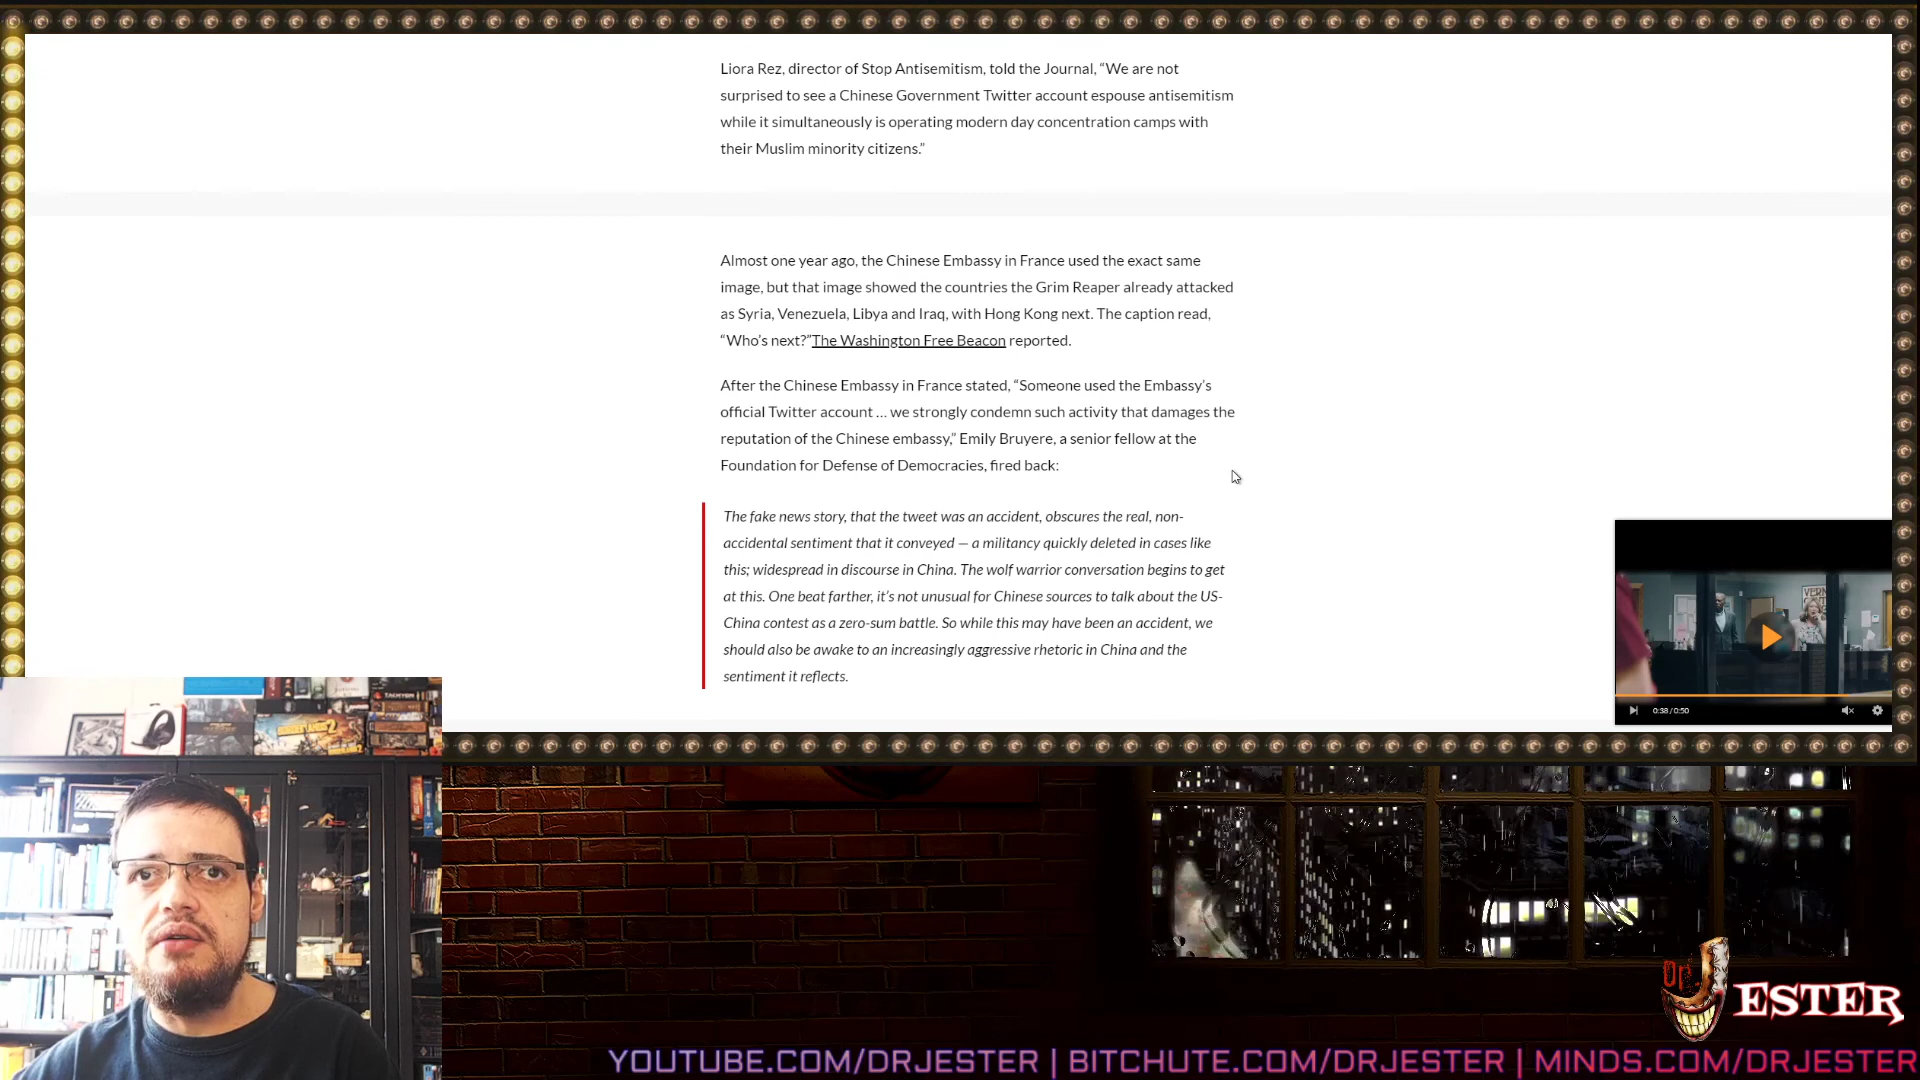 Liora Rez, director of Stop Antisemitism, told the Journal, “We are not
surprised to see a Chinese Government Twitter account espouse antisemitism
while it simultaneously is operating modern day concentration camps with
their Muslim minority citizens.”
Almost one year ago, the Chinese Embassy in France used the exact same
image, but that image showed the countries the Grim Reaper already attacked
as Syria, Venezuela, Libya and Iraq, with Hong Kong next. The caption read,
“Who’s next?”The Washington Free Beacon reported.
After the Chinese Embassy in France stated, “Someone used the Embassy’s
official Twitter account … we strongly condemn such activity that damages the
reputation of the Chinese embassy,” Emily Bruyere, a senior fellow at the
Foundation for Defense of Democracies, fired back:
The fake news story, that the tweet was an accident, obscures the real, non-
accidental sentiment that it conveyed — a militancy quickly deleted in cases like
this; widespread in discourse in China. The wolf warrior conversation begins to get
at this. One beat farther, it’s not unusual for Chinese sources to talk about the US-
China contest as a zero-sum battle. So while this may have been an accident, we
should also be awake to an increasingly aggressive rhetoric in China and the
sentiment it reflects.
0:38 / 0:50
BORDERLANDS 2
Dr JESTER
YOUTUBE.COM/DRJESTER | BITCHUTE.COM/DRJESTER | MINDS.COM/DRJESTER